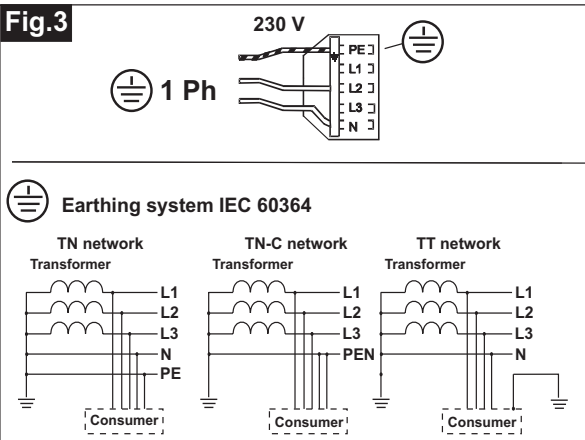 Fig.3
230 V
PE
L1
L2
L3
N
1 Ph
Earthing system IEC 60364
TN network
Transformer
L1
L2
L3
N
PE
Consumer
TN-C network
Transformer
L1
L2
L3
PEN
Consumer
TT network
Transformer
L1
L2
L3
N
Consumer